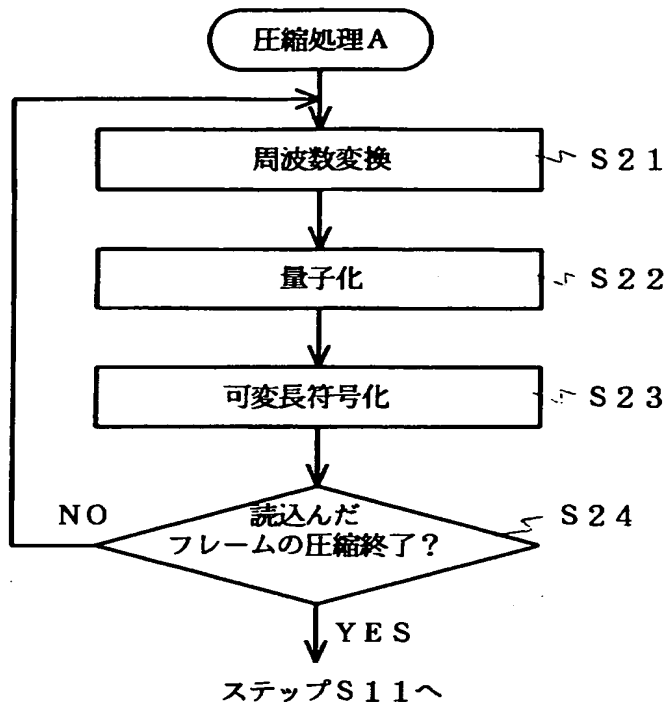 圧縮処理A
周波数変換
S21
量子化
S22
可変長符号化
S23
NO
読込んだ
フレームの圧縮終了?
S24
YES
ステップS11へ